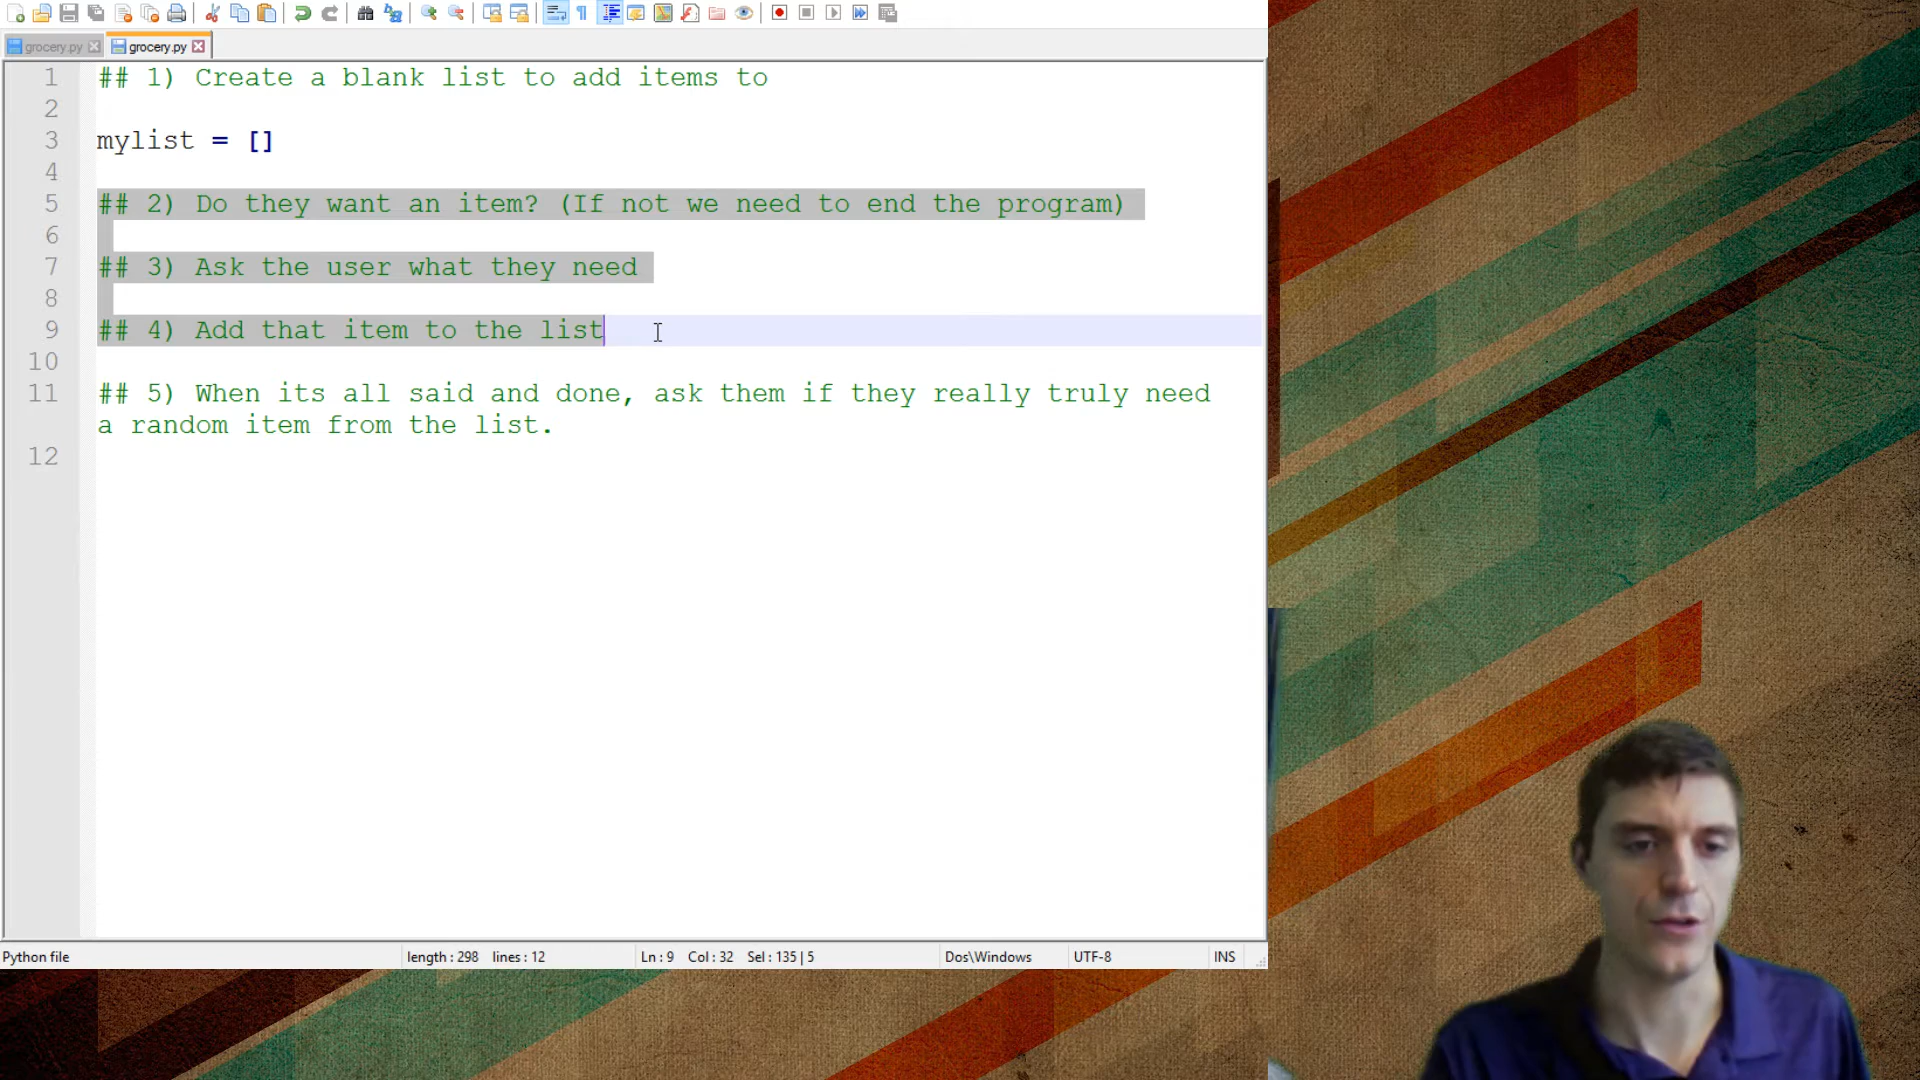 grocery.py
grocery.py
1 ## 1) Create a blank list to add items to
2
3 mylist = []
4
5 ## 2) Do they want an item? (If not we need to end the program)
6
7 ## 3) Ask the user what they need
8
9 ## 4) Add that item to the list
10
11 ## 5) When its all said and done, ask them if they really truly need
a random item from the list.
12
Python file length : 298 lines : 12 Ln : 9 Col : 32 Sel : 135 | 5 Dos\Windows UTF-8 INS